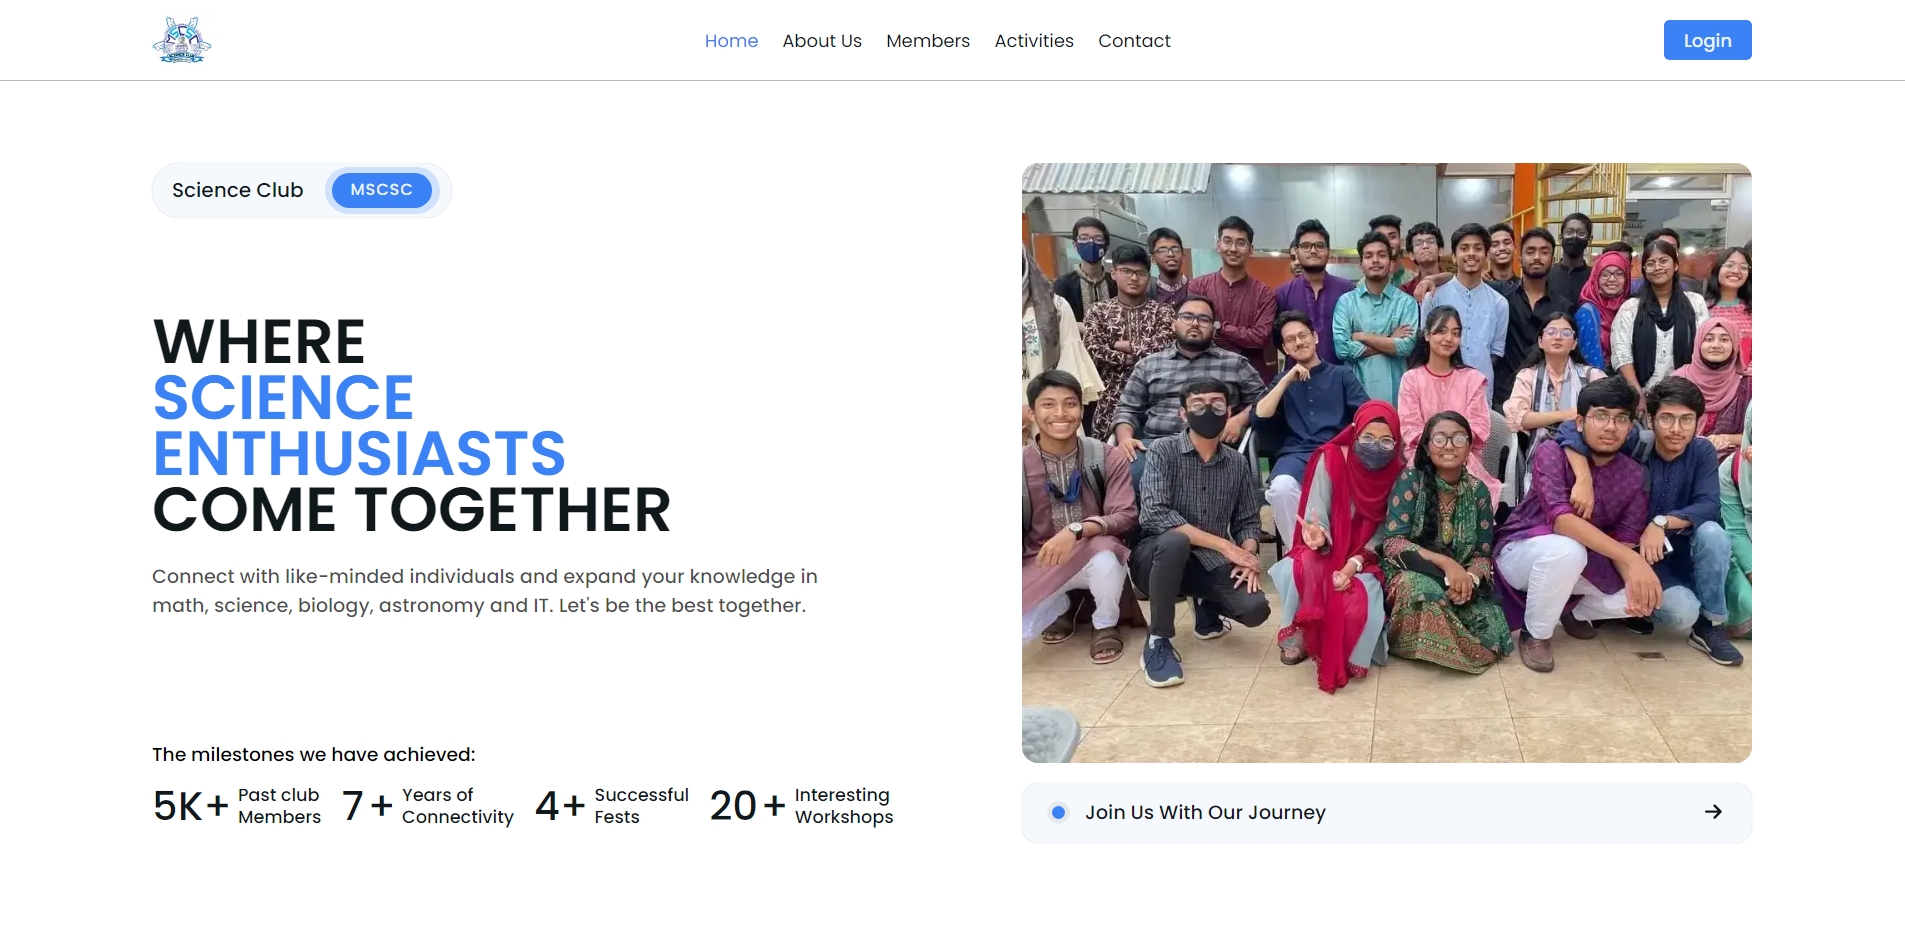 Home About Us Members Activities Contact
Login
Science Club MSCSC
WHERE
SCIENCE
ENTHUSIASTS
COME TOGETHER
Connect with like-minded individuals and expand your knowledge in
math, science, biology, astronomy and IT. Let's be the best together.
The milestones we have achieved:
5K+ Past club
Members
7+ Years of
Connectivity
4+ Successful
Fests
20+ Interesting
Workshops
Join Us With Our Journey